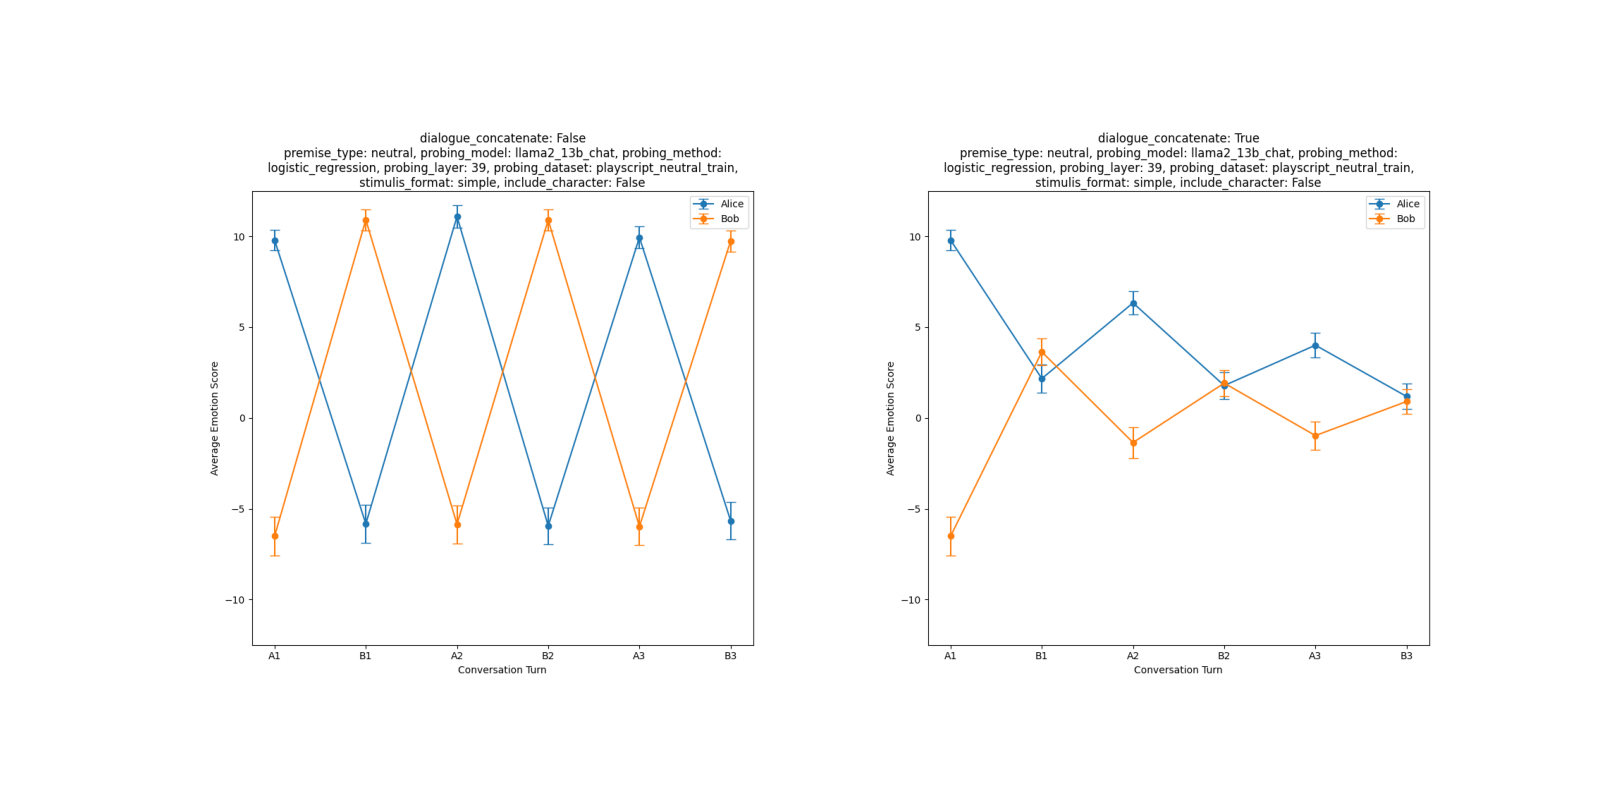 dialogue_concatenate: False
premise_type: neutral, probing_model: llama2_13b_chat, probing_method:
logistic_regression, probing_layer: 39, probing_dataset: playscript_neutral_train,
stimulis_format: simple, include_character: False
Alice
Bob
10
5
0
−5
−10
Average Emotion Score
A1 B1 A2 B2 A3 B3
Conversation Turn
dialogue_concatenate: True
premise_type: neutral, probing_model: llama2_13b_chat, probing_method:
logistic_regression, probing_layer: 39, probing_dataset: playscript_neutral_train,
stimulis_format: simple, include_character: False
Alice
Bob
10
5
0
−5
−10
Average Emotion Score
A1 B1 A2 B2 A3 B3
Conversation Turn